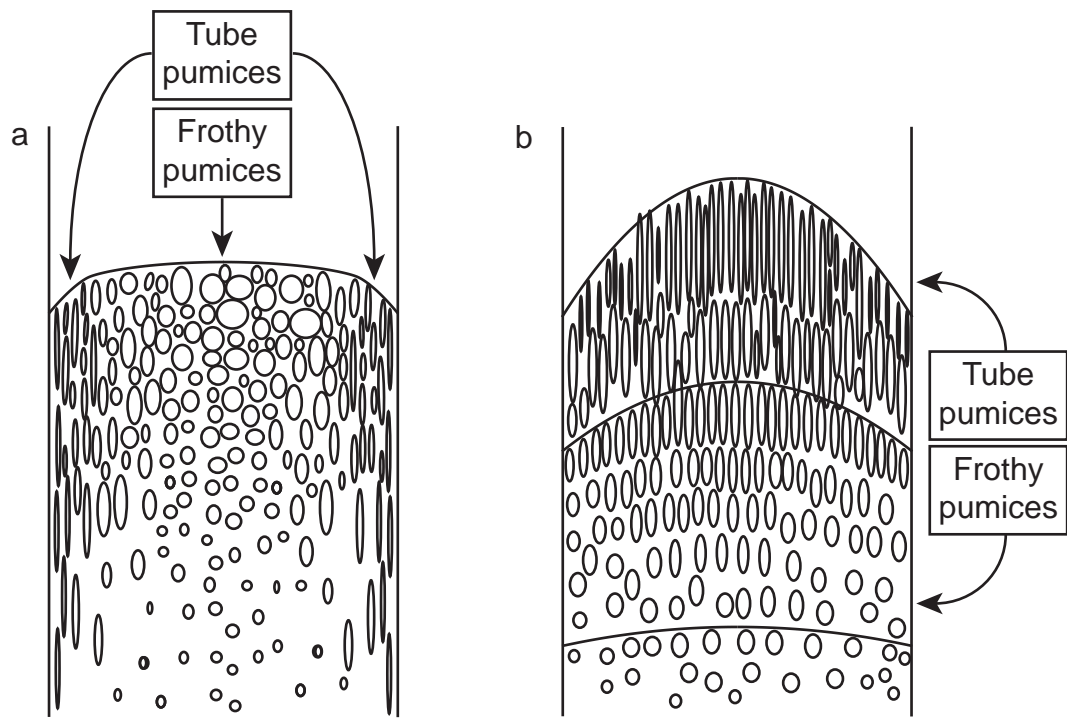 Tube
pumices
a
Frothy
pumices
b
Tube
pumices
Frothy
pumices